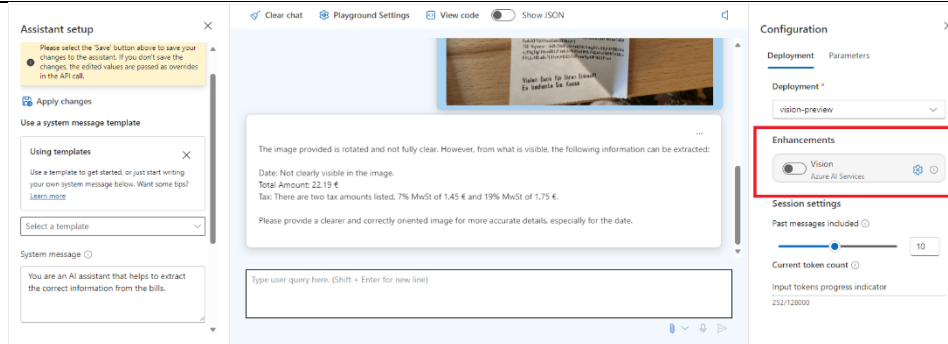 Assistant setup
Please select the 'Save' button above to save your
changes to the assistant. If you don't save the
changes, the edited values are passed as overrides
in the API call.
Apply changes
Use a system message template
Using templates
Use a template to get started, or just start writing
your own system message below. Want some tips?
Learn more
Select a template
System message
You are an AI assistant that helps to extract
the correct information from the bills.
Clear chat
Playground Settings
View code
Show JSON
Vielen Dank für Ihren Einkauf
Es bediente Sie
The image provided is rotated and not fully clear. However, from what is visible, the following information can be extracted:
Date: Not clearly visible in the image.
Total Amount: 22.19 €
Tax: There are two tax amounts listed, 7% MwSt of 1.45 € and 19% MwSt of 1.75 €.
Please provide a clearer and correctly oriented image for more accurate details, especially for the date.
Type user query here. (Shift + Enter for new line)
Configuration
Deployment
Parameters
Deployment *
vision-preview
Enhancements
Vision
Azure AI Services
Session settings
Past messages included
10
Current token count
Input tokens progress indicator
252/128000